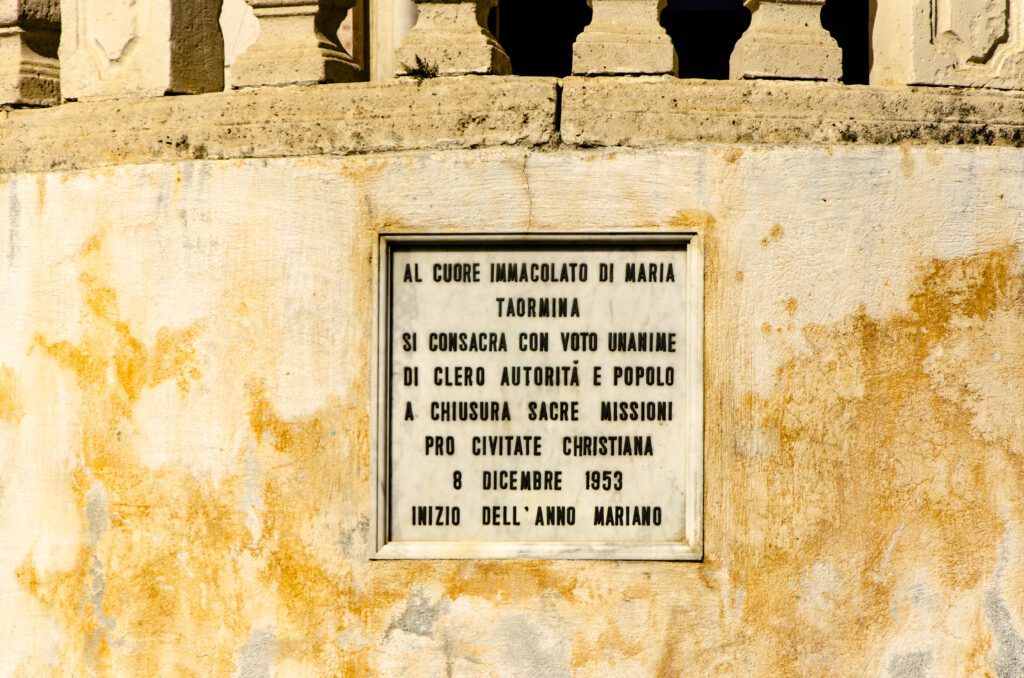 AL CUORE IMMACOLATO DI MARIA
TAORMINA
SI CONSACRA CON VOTO UNANIME
DI CLERO AUTORITĂ E POPOLO
A CHIUSURA SACRE MISSIONI
PRO CIVITATE CHRISTIANA
8 DICEMBRE 1953
INIZIO DELL'ANNO MARIANO